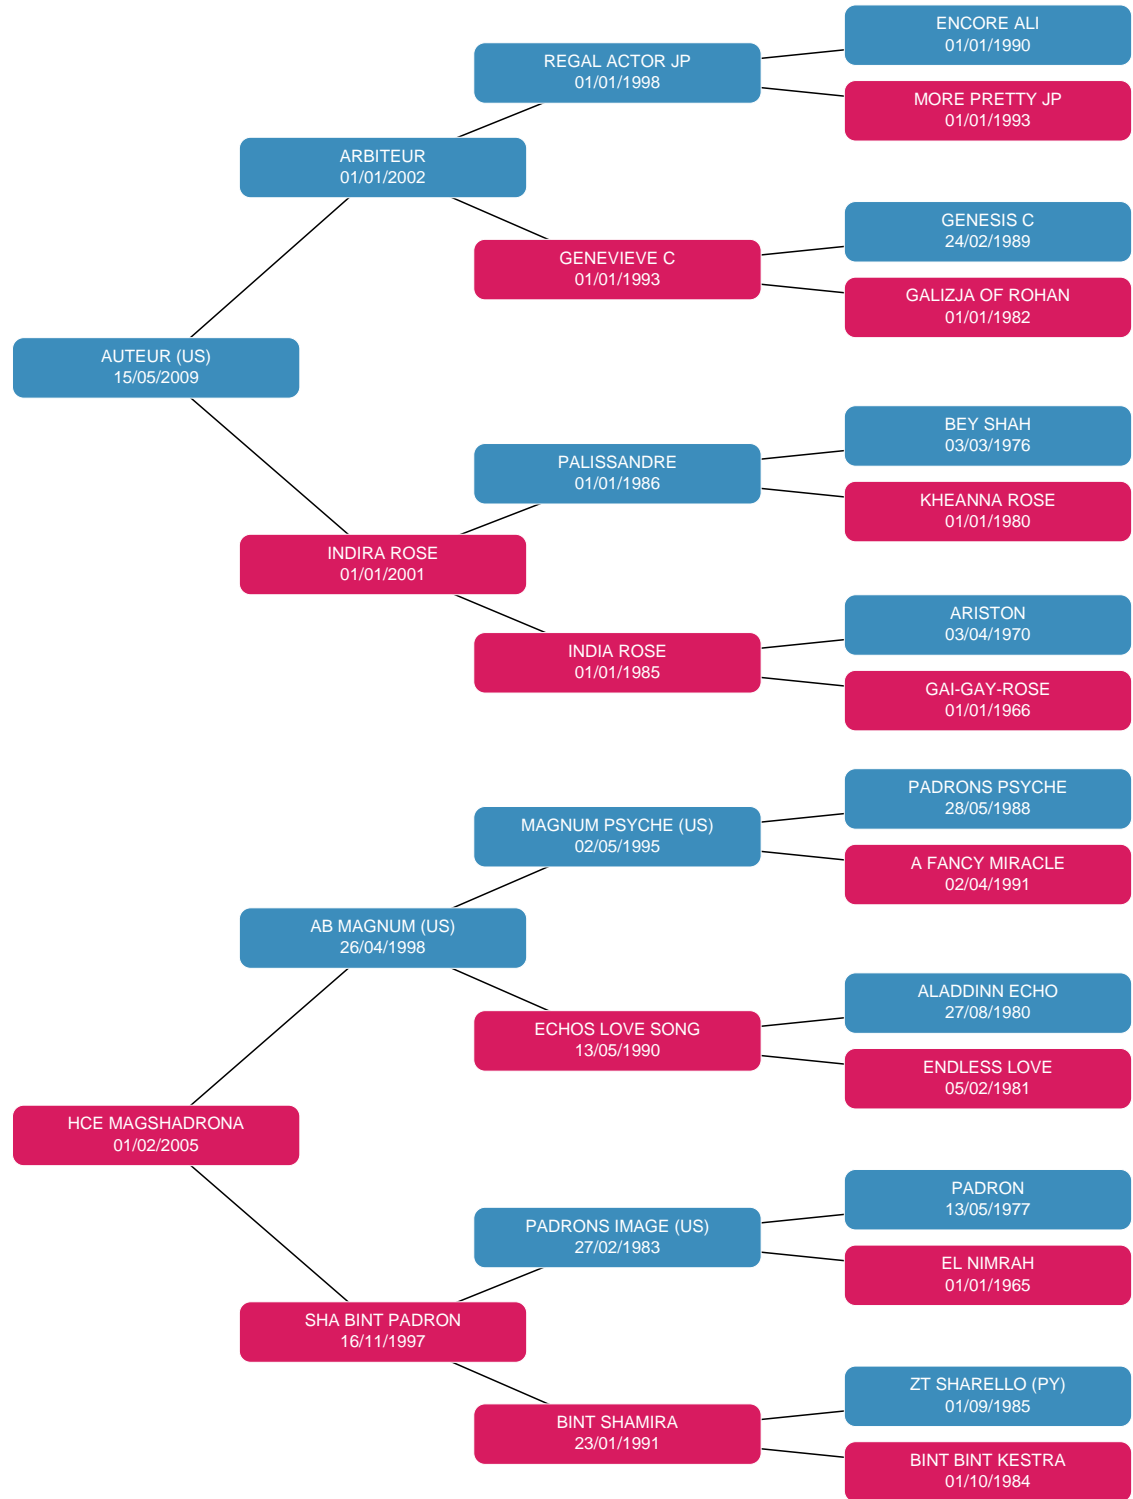 ENCORE ALI
01/01/1990
REGAL ACTOR JP
01/01/1998
MORE PRETTY JP
01/01/1993
ARBITEUR
01/01/2002
GENESIS C
24/02/1989
GENEVIEVE C
01/01/1993
GALIZJA OF ROHAN
01/01/1982
AUTEUR (US)
15/05/2009
BEY SHAH
03/03/1976
PALISSANDRE
01/01/1986
KHEANNA ROSE
01/01/1980
INDIRA ROSE
01/01/2001
ARISTON
03/04/1970
INDIA ROSE
01/01/1985
GAI-GAY-ROSE
01/01/1966
PADRONS PSYCHE
28/05/1988
MAGNUM PSYCHE (US)
02/05/1995
A FANCY MIRACLE
02/04/1991
AB MAGNUM (US)
26/04/1998
ALADDINN ECHO
27/08/1980
ECHOS LOVE SONG
13/05/1990
ENDLESS LOVE
05/02/1981
HCE MAGSHADRONA
01/02/2005
PADRON
13/05/1977
PADRONS IMAGE (US)
27/02/1983
EL NIMRAH
01/01/1965
SHA BINT PADRON
16/11/1997
ZT SHARELLO (PY)
01/09/1985
BINT SHAMIRA
23/01/1991
BINT BINT KESTRA
01/10/1984